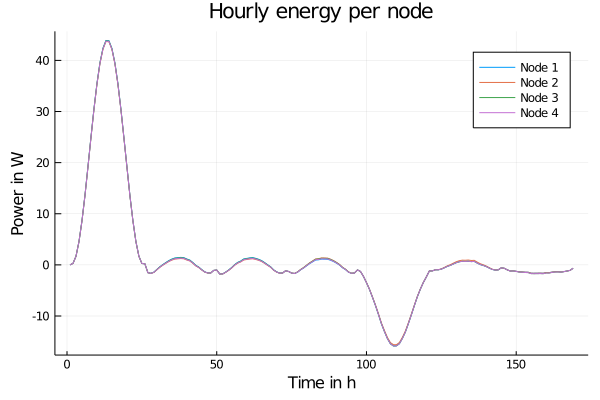 Hourly energy per node
Power in W
40
30
20
10
0
-10
Node 1
Node 2
Node 3
Node 4
0
50
100
150
Time in h